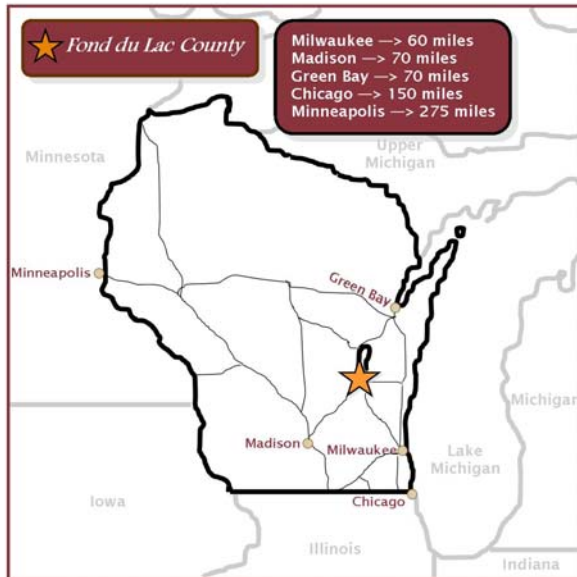 Fond du Lac County
Milwaukee —> 60 miles
Madison —> 70 miles
Green Bay —> 70 miles
Chicago —> 150 miles
Minneapolis —> 275 miles
Minnesota
Upper
Michigan
Minneapolis
Green Bay
Michigan
Madison
Milwaukee
Lake
Michigan
Iowa
Chicago
Illinois
Indiana